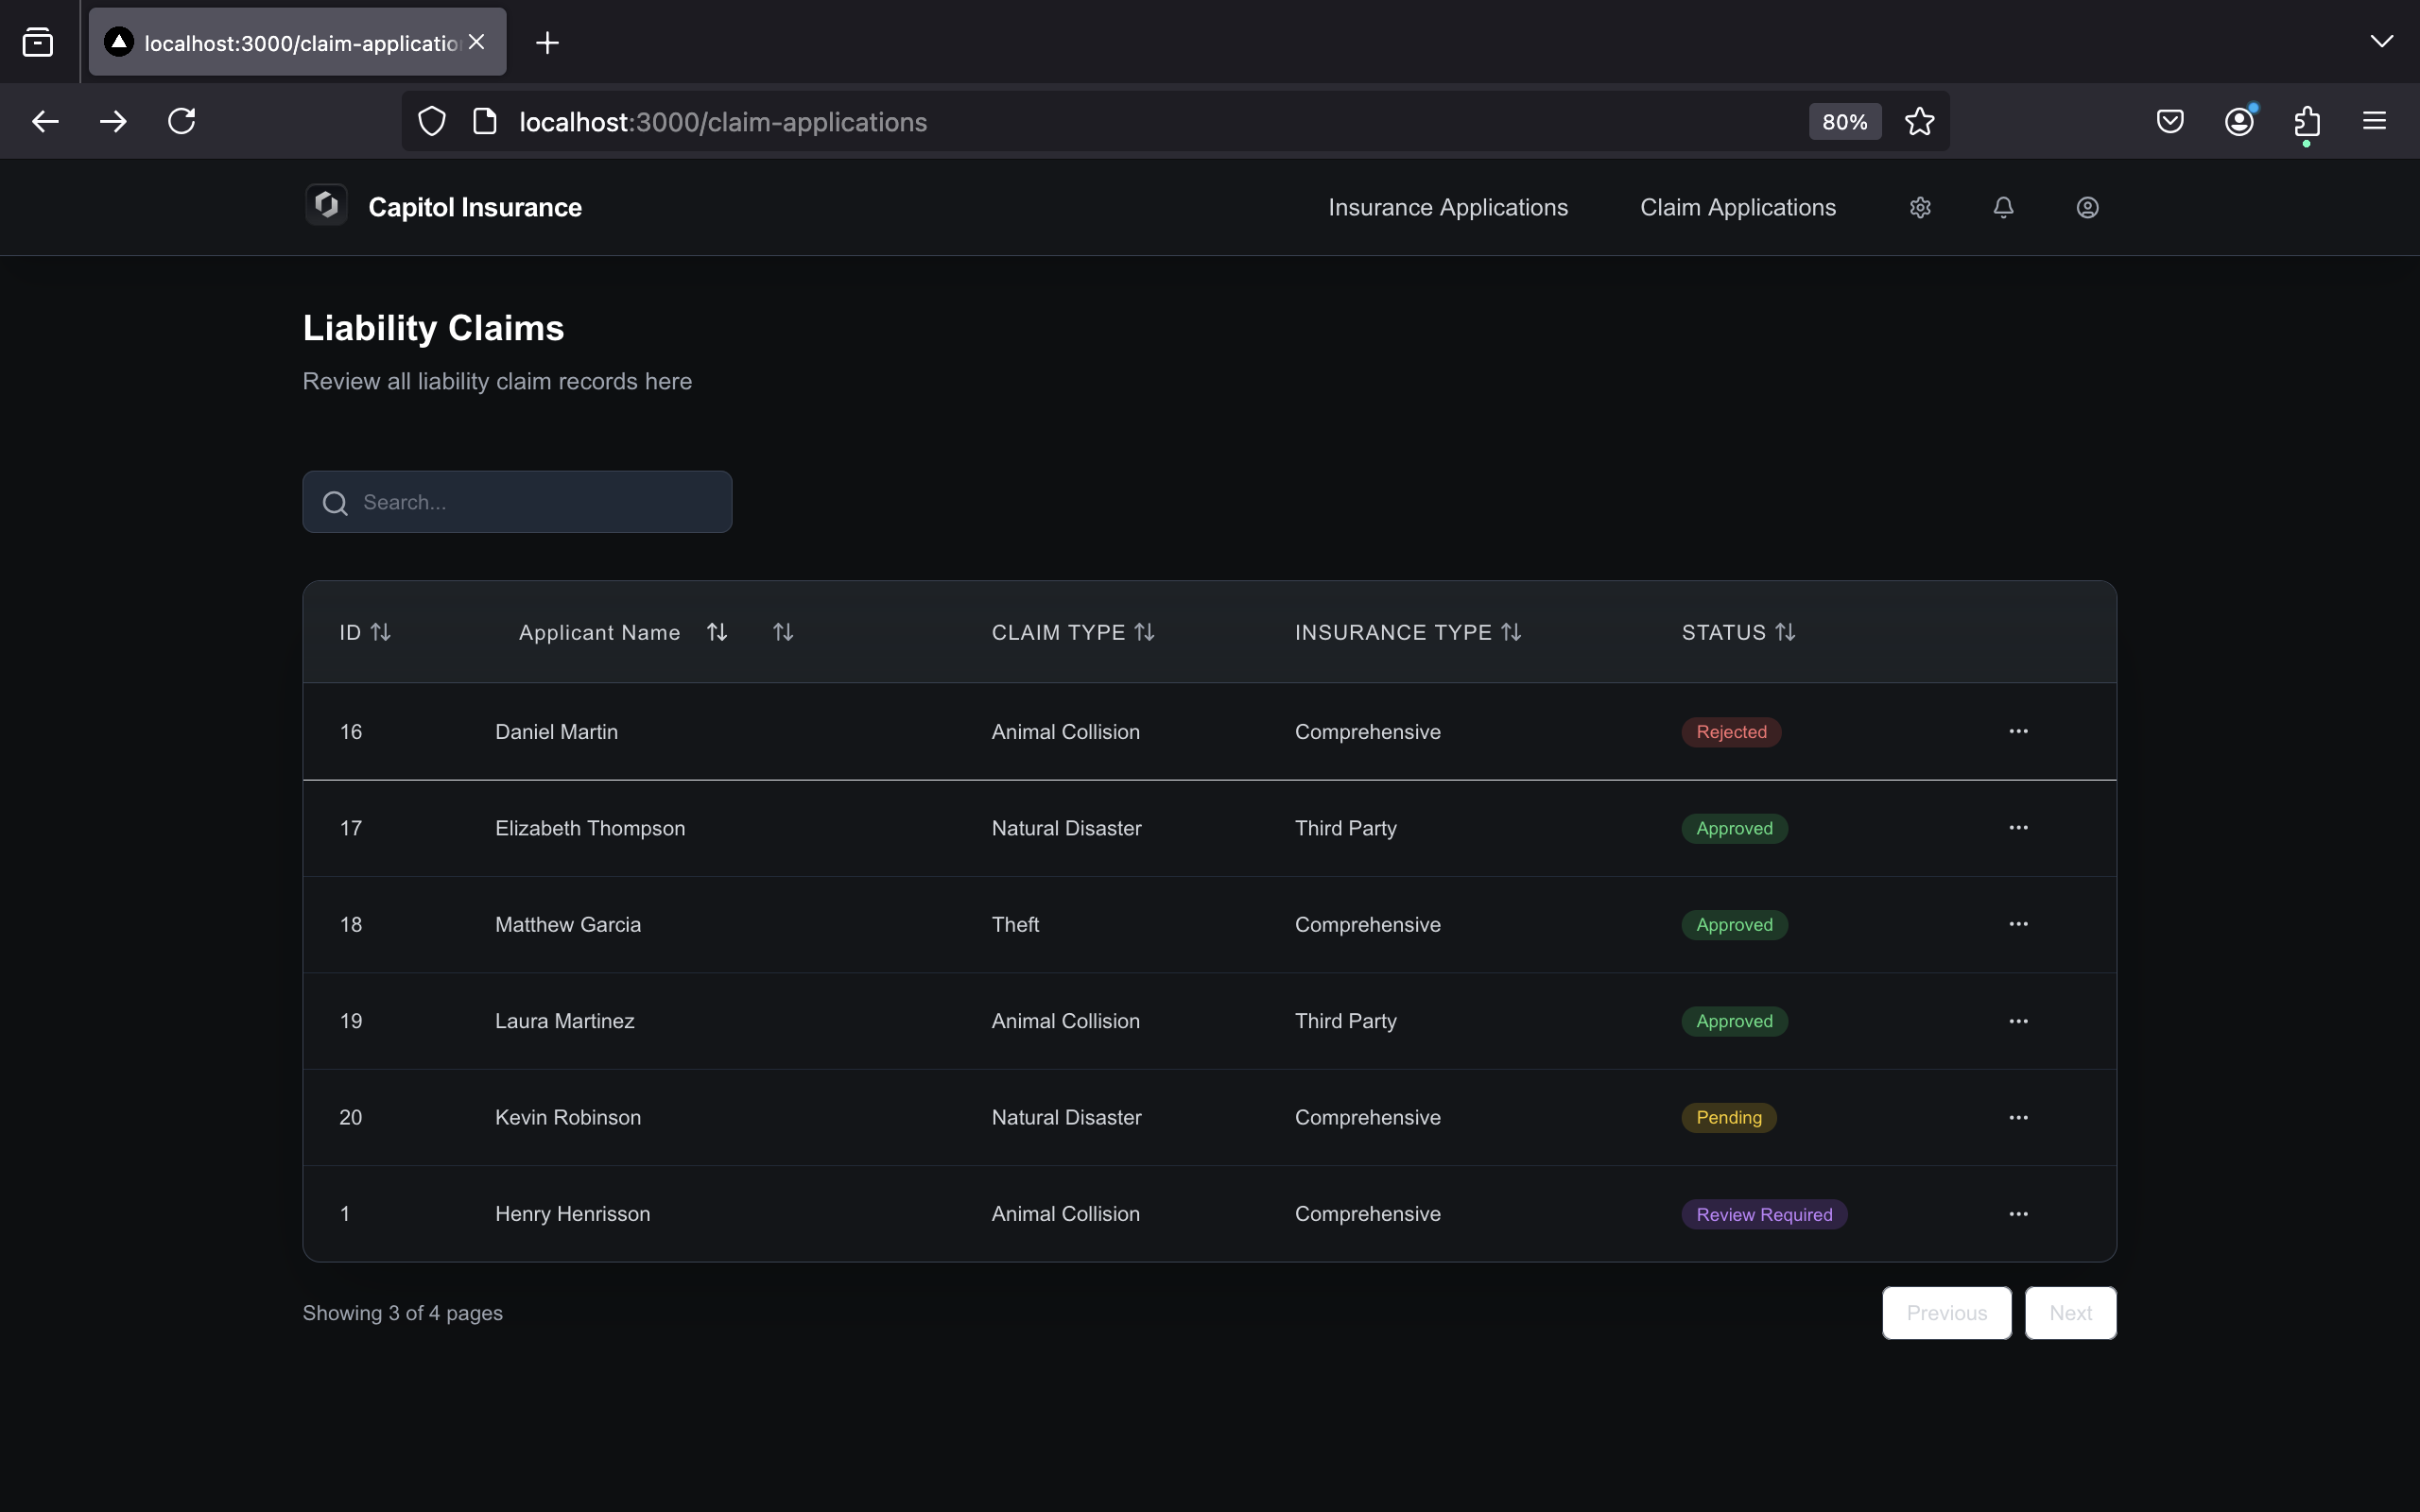 localhost:3000/claim-applicatio
localhost:3000/claim-applications 80%
Capitol Insurance Insurance Applications Claim Applications
Liability Claims
Review all liability claim records here
Search...
ID Applicant Name CLAIM TYPE INSURANCE TYPE STATUS
16 Daniel Martin Animal Collision Comprehensive Rejected
17 Elizabeth Thompson Natural Disaster Third Party Approved
18 Matthew Garcia Theft Comprehensive Approved
19 Laura Martinez Animal Collision Third Party Approved
20 Kevin Robinson Natural Disaster Comprehensive Pending
1 Henry Henrisson Animal Collision Comprehensive Review Required
Showing 3 of 4 pages Previous Next